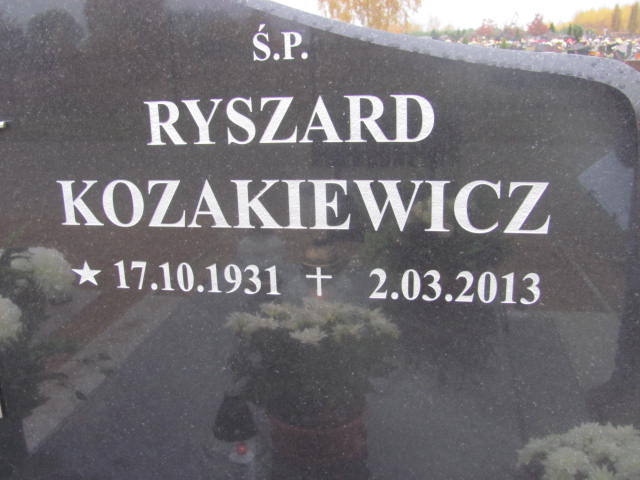 Ś.P.
RYSZARD
KOZAKIEWICZ
★ 17.10.1931 † 2.03.2013